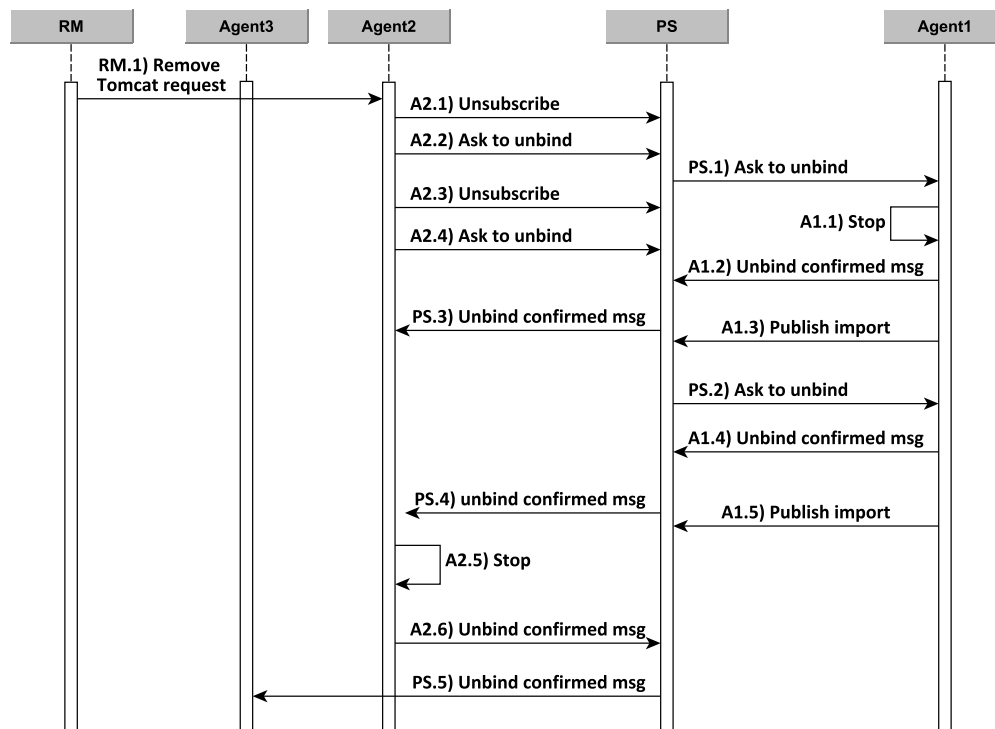 RM
Agent3
Agent2
PS
Agent1
RM.1) Remove
Tomcat request
A2.1) Unsubscribe
A2.2) Ask to unbind
PS.1) Ask to unbind
A2.3) Unsubscribe
A1.1) Stop
A2.4) Ask to unbind
A1.2) Unbind confirmed msg
PS.3) Unbind confirmed msg
A1.3) Publish import
PS.2) Ask to unbind
A1.4) Unbind confirmed msg
PS.4) unbind confirmed msg
A1.5) Publish import
A2.5) Stop
A2.6) Unbind confirmed msg
PS.5) Unbind confirmed msg